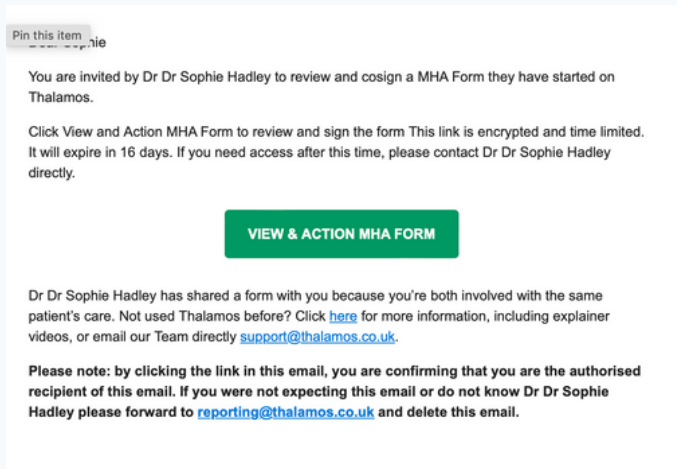 Pin this item
Sophie
You are invited by Dr Dr Sophie Hadley to review and cosign a MHA Form they have started on
Thalamos.
Click View and Action MHA Form to review and sign the form This link is encrypted and time limited.
It will expire in 16 days. If you need access after this time, please contact Dr Dr Sophie Hadley
directly.
VIEW & ACTION MHA FORM
Dr Dr Sophie Hadley has shared a form with you because you’re both involved with the same
patient’s care. Not used Thalamos before? Click here for more information, including explainer
videos, or email our Team directly support@thalamos.co.uk.
Please note: by clicking the link in this email, you are confirming that you are the authorised
recipient of this email. If you were not expecting this email or do not know Dr Dr Sophie
Hadley please forward to reporting@thalamos.co.uk and delete this email.